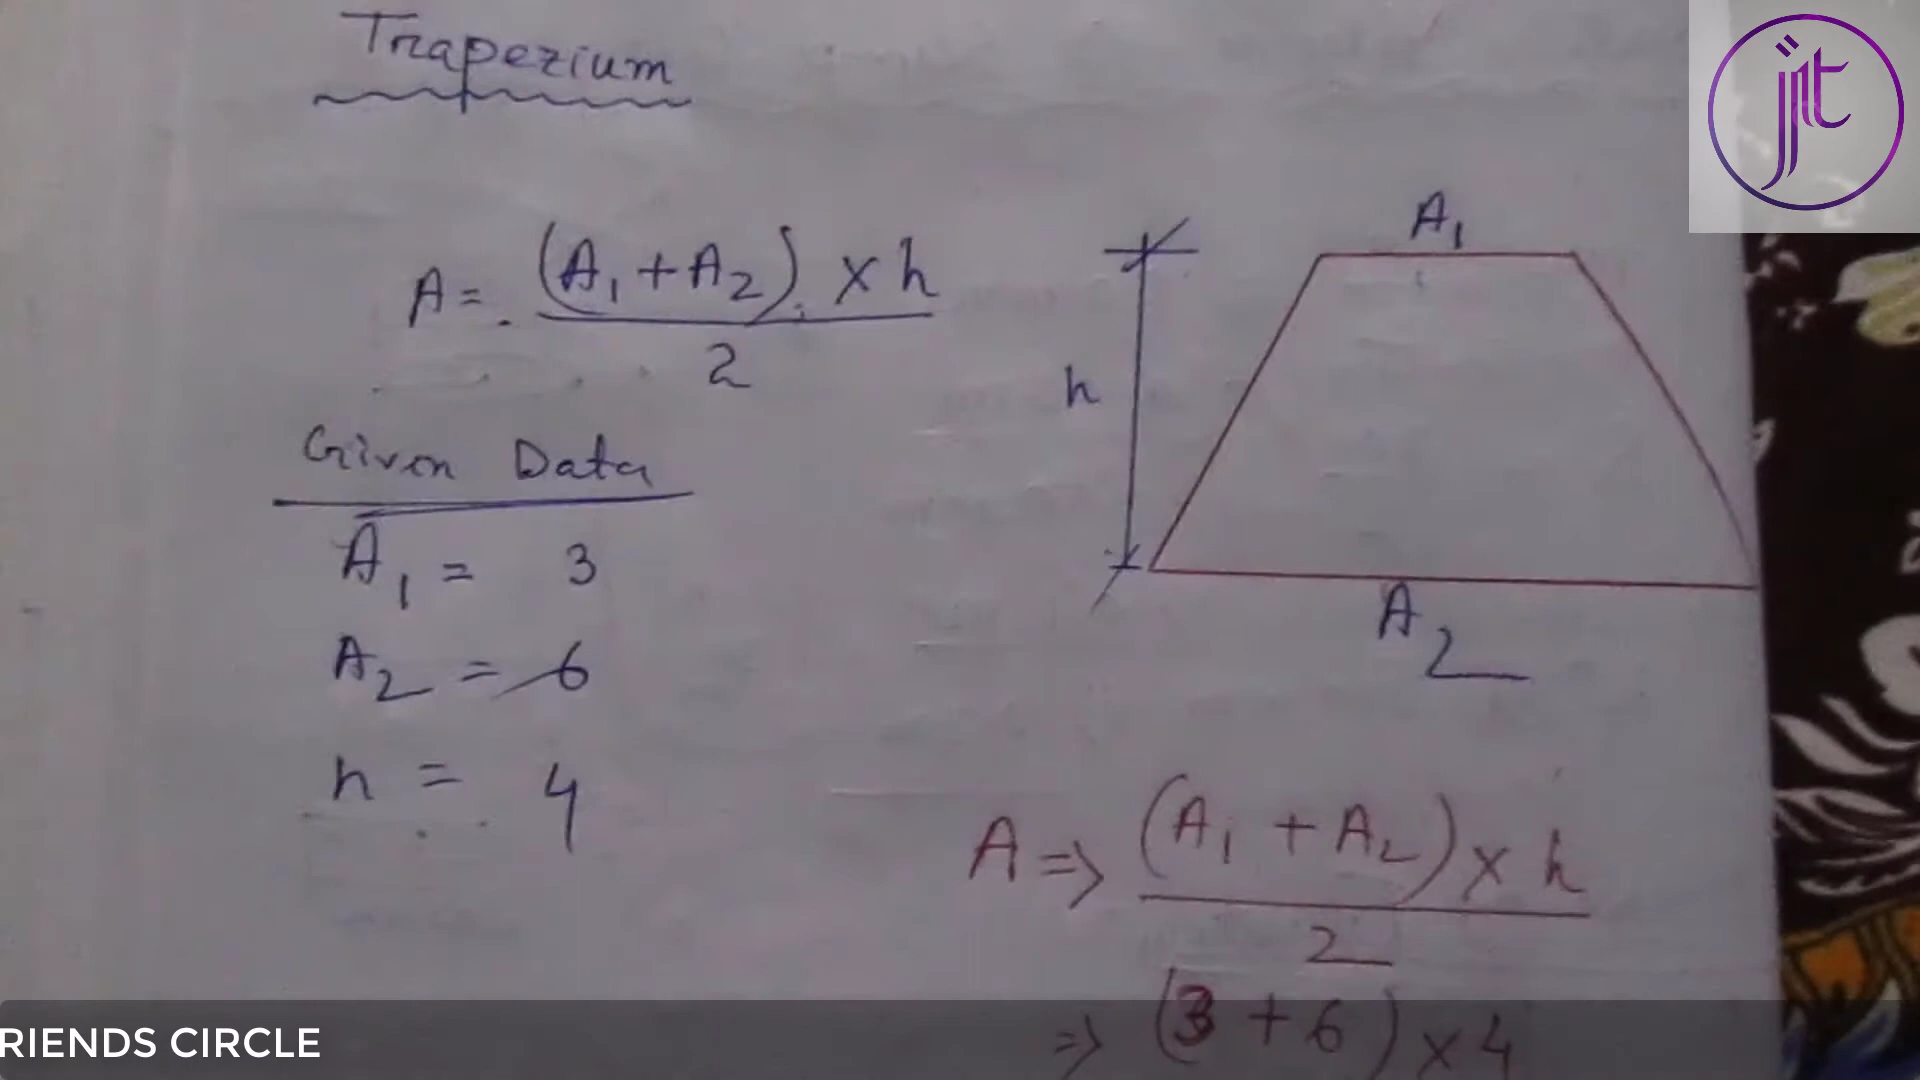 Trapezium
A = (A₁ + A₂) × h
2
Given Data
A₁ = 3
A₂ = 6
h = 4
A₁
h
A₂
A => (A₁ + A₂) × h
2
=> (3 + 6) × 4
jit
RIENDS CIRCLE